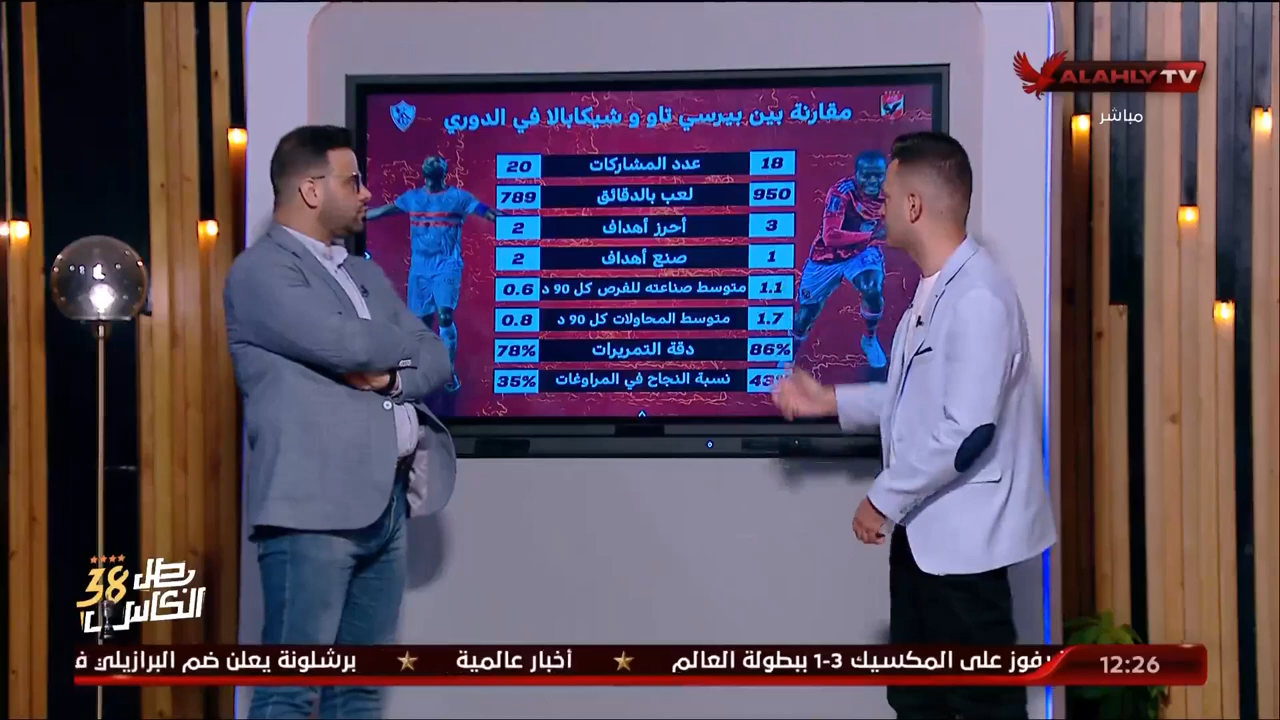 ALAHLY TV
مباشر
مقارنة بين بيرسي تاو و شيكابالا في الدوري
18 عدد المشاركات 20
950 لعب بالدقائق 789
3 أحرز أهداف 2
1 صنع أهداف 2
1.1 متوسط صناعته للفرص كل 90 د 0.6
1.7 متوسط المحاولات كل 90 د 0.8
86% دقة التمريرات 78%
نسبة النجاح في المراوغات 35%
بطل الكاس 38
12:26
يفوز على المكسيك 3-1 ببطولة العالم ★ أخبار عالمية ★ برشلونة يعلن ضم البرازيلي